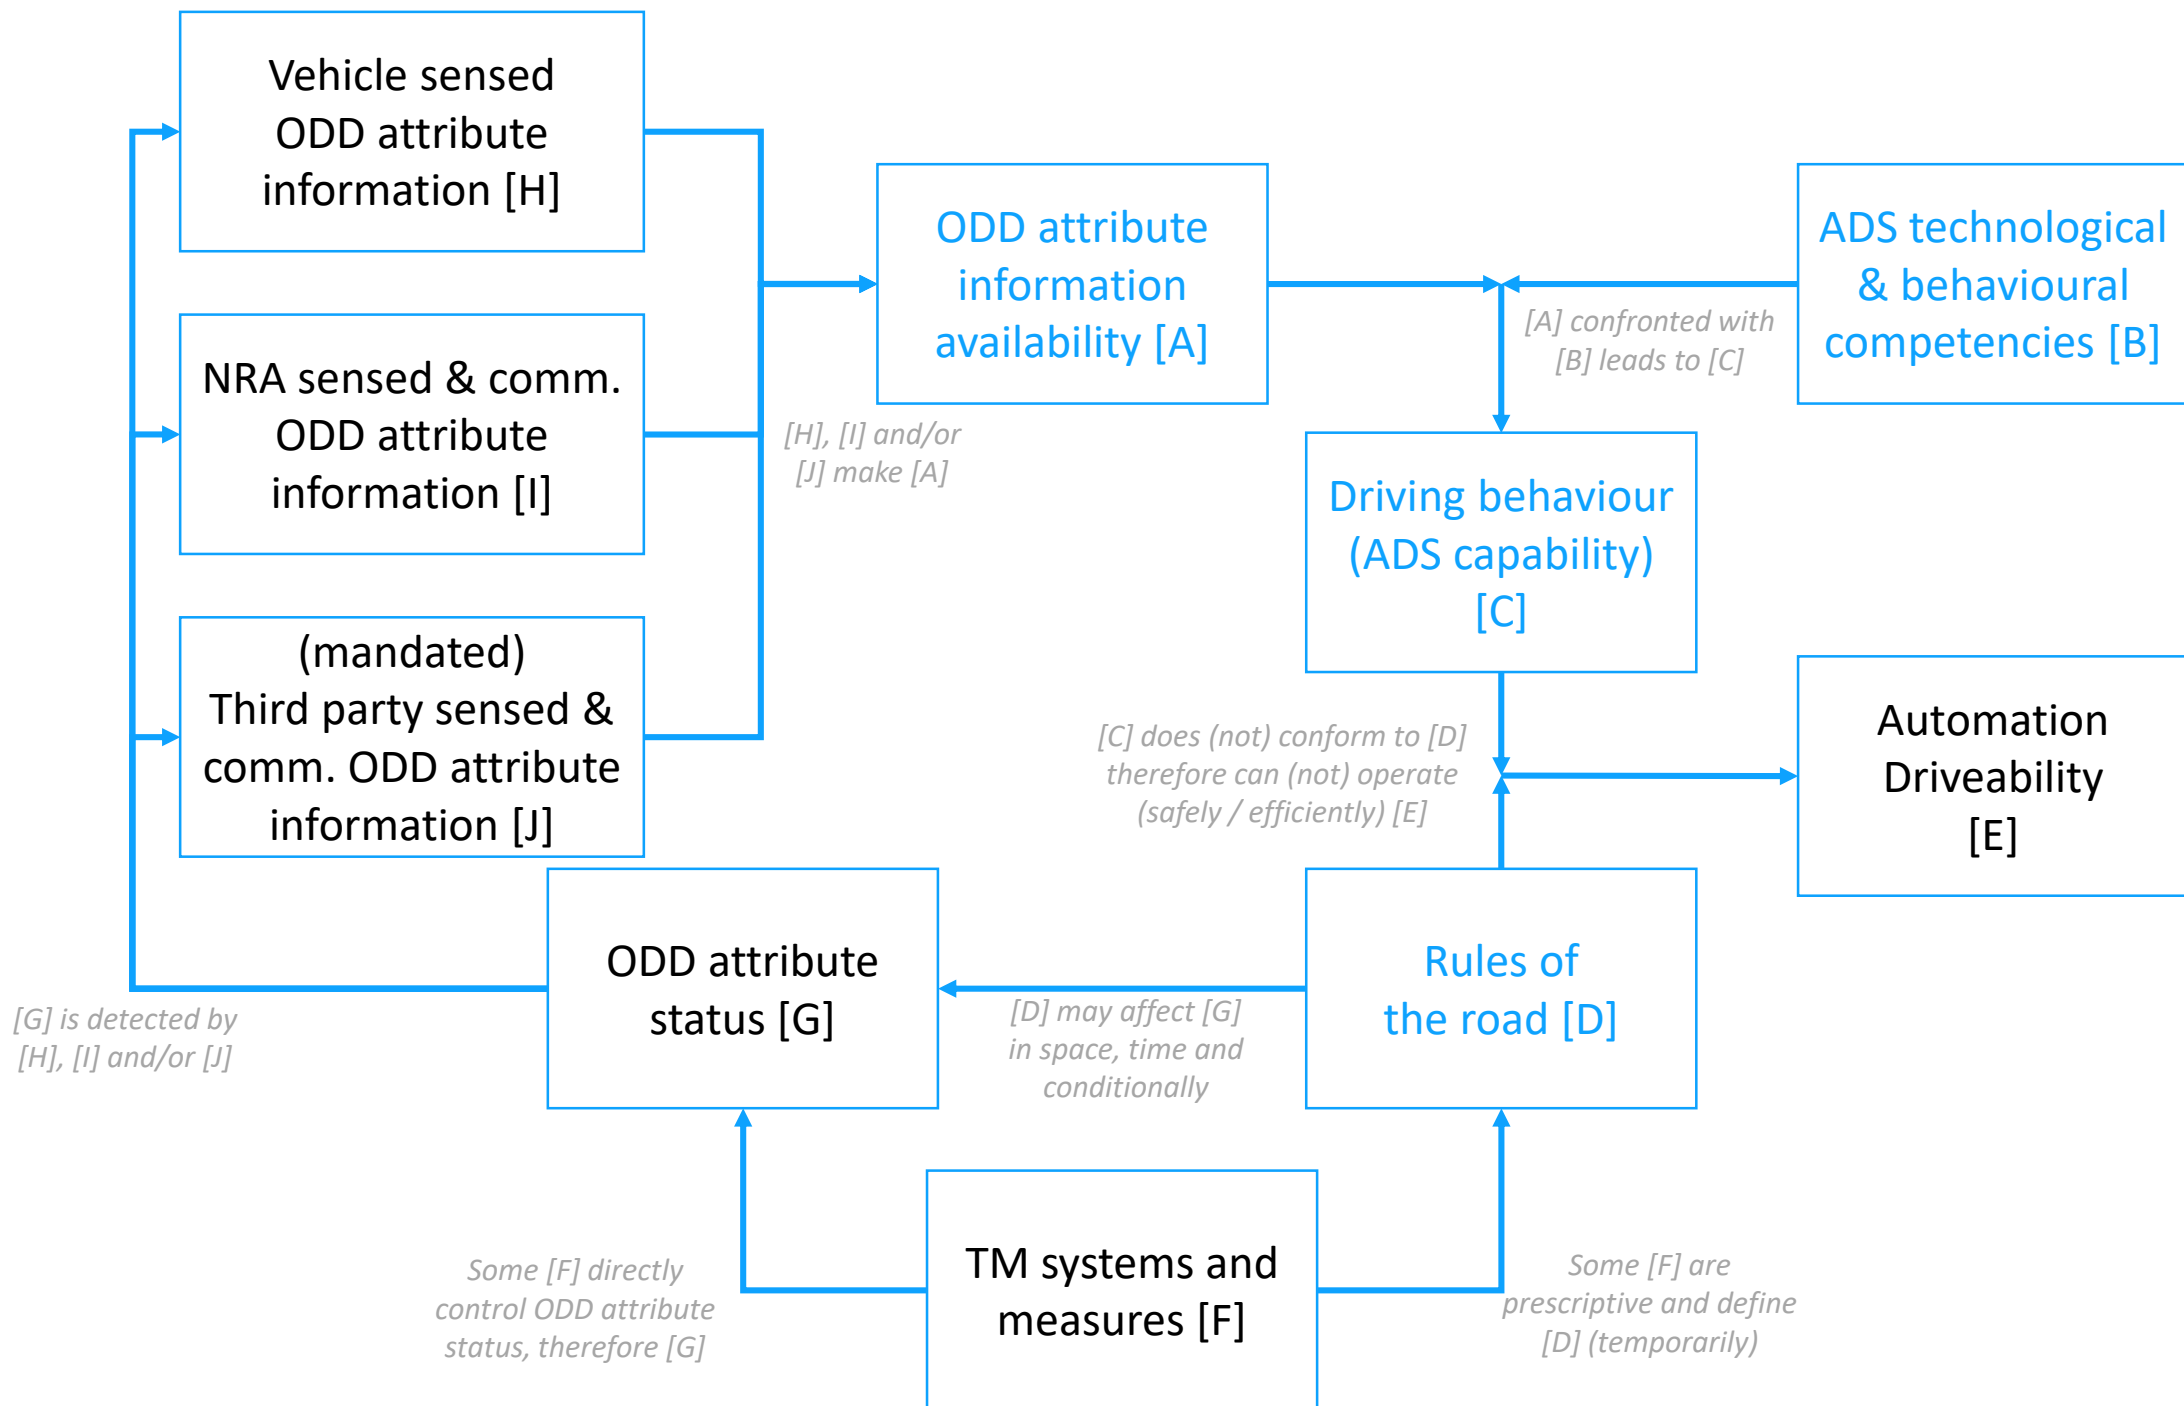 Vehicle sensed
ODD attribute
information [H]
NRA sensed & comm.
ODD attribute
information [I]
(mandated)
Third party sensed &
comm. ODD attribute
information [J]
[H], [I] and/or
[J] make [A]
ODD attribute
information
availability [A]
[A] confronted with
[B] leads to [C]
ADS technological
& behavioural
competencies [B]
Driving behaviour
(ADS capability)
[C]
[C] does (not) conform to [D]
therefore can (not) operate
(safely / efficiently) [E]
Automation
Driveability
[E]
ODD attribute
status [G]
[D] may affect [G]
in space, time and
conditionally
Rules of
the road [D]
[G] is detected by
[H], [I] and/or [J]
Some [F] directly
control ODD attribute
status, therefore [G]
TM systems and
measures [F]
Some [F] are
prescriptive and define
[D] (temporarily)